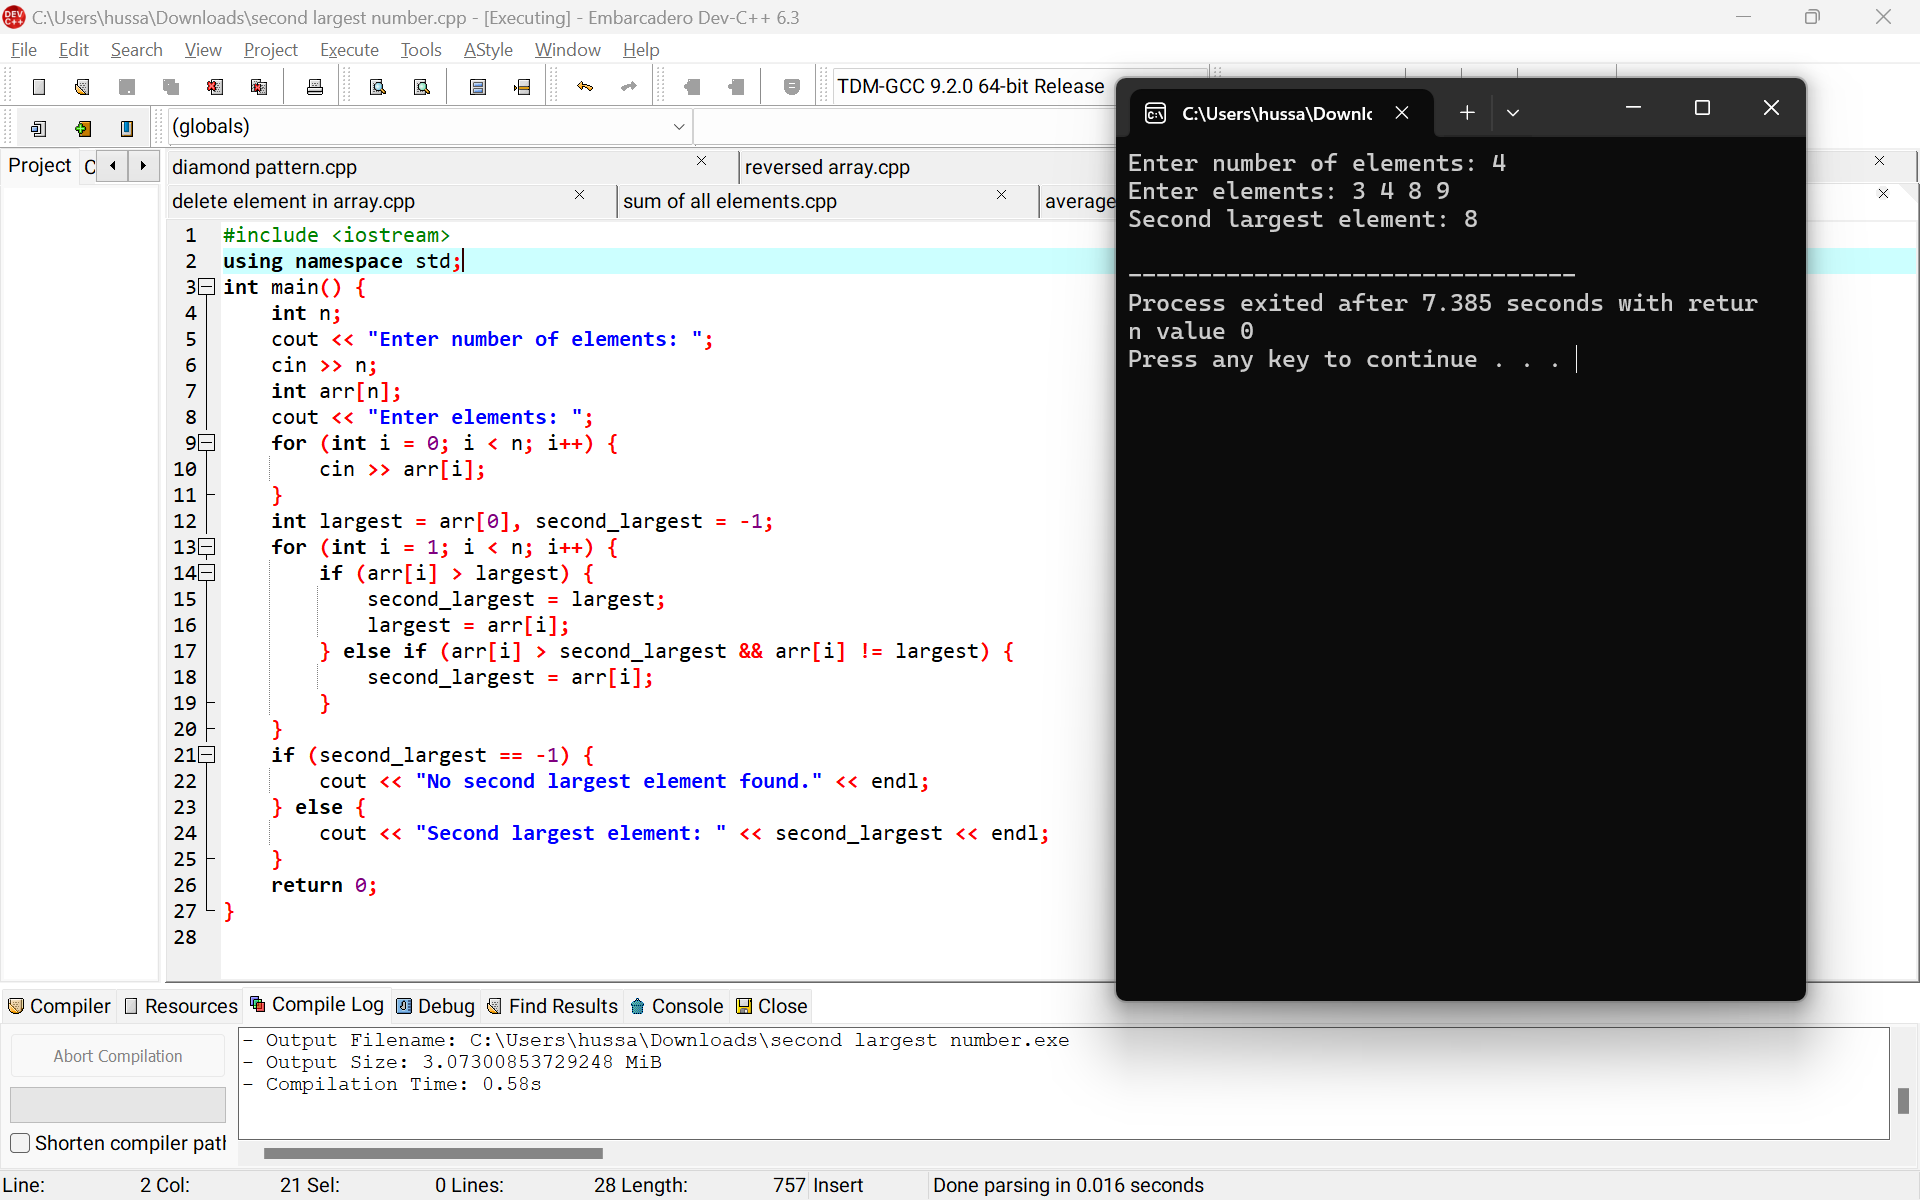 C:\Users\hussa\Downloads\second largest number.cpp - [Executing] - Embarcadero Dev-C++ 6.3
File Edit Search View Project Execute Tools AStyle Window Help
TDM-GCC 9.2.0 64-bit Release
(globals)
Project C
diamond pattern.cpp
reversed array.cpp
delete element in array.cpp
sum of all elements.cpp
average
1 #include <iostream>
2 using namespace std;
3 int main() {
4 int n;
5 cout << "Enter number of elements: ";
6 cin >> n;
7 int arr[n];
8 cout << "Enter elements: ";
9 for (int i = 0; i < n; i++) {
10 cin >> arr[i];
11 }
12 int largest = arr[0], second_largest = -1;
13 for (int i = 1; i < n; i++) {
14 if (arr[i] > largest) {
15 second_largest = largest;
16 largest = arr[i];
17 } else if (arr[i] > second_largest && arr[i] != largest) {
18 second_largest = arr[i];
19 }
20 }
21 if (second_largest == -1) {
22 cout << "No second largest element found." << endl;
23 } else {
24 cout << "Second largest element: " << second_largest << endl;
25 }
26 return 0;
27 }
28
C:\Users\hussa\Downlo
Enter number of elements: 4
Enter elements: 3 4 8 9
Second largest element: 8
--------------------------------
Process exited after 7.385 seconds with retur
n value 0
Press any key to continue . . .
Compiler Resources Compile Log Debug Find Results Console Close
Abort Compilation
Shorten compiler path
- Output Filename: C:\Users\hussa\Downloads\second largest number.exe
- Output Size: 3.07300853729248 MiB
- Compilation Time: 0.58s
Line: 2 Col: 21 Sel: 0 Lines: 28 Length: 757 Insert Done parsing in 0.016 seconds